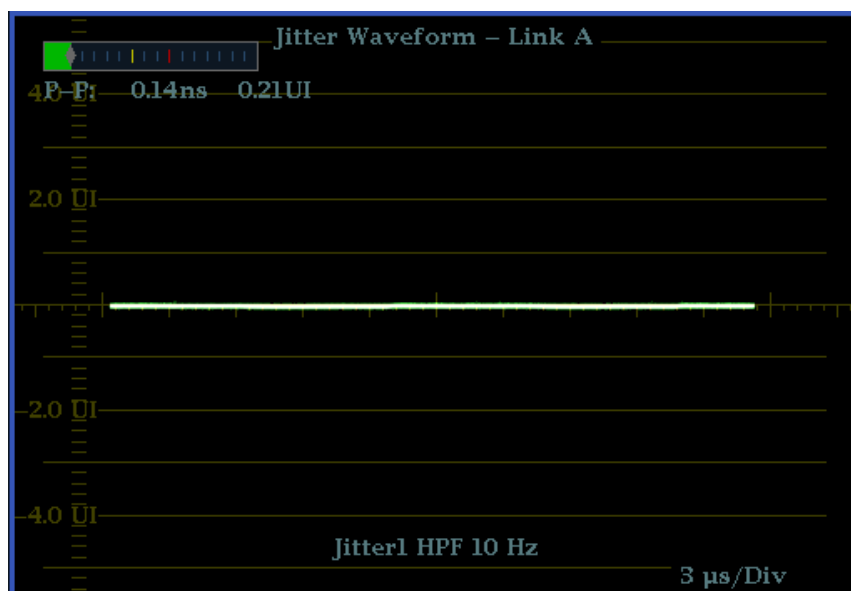 Jitter Waveform – Link A
P–P: 0.14ns 0.21UI
4.0 UI
2.0 UI
–2.0 UI
–4.0 UI
Jitter1 HPF 10 Hz
3 µs/Div